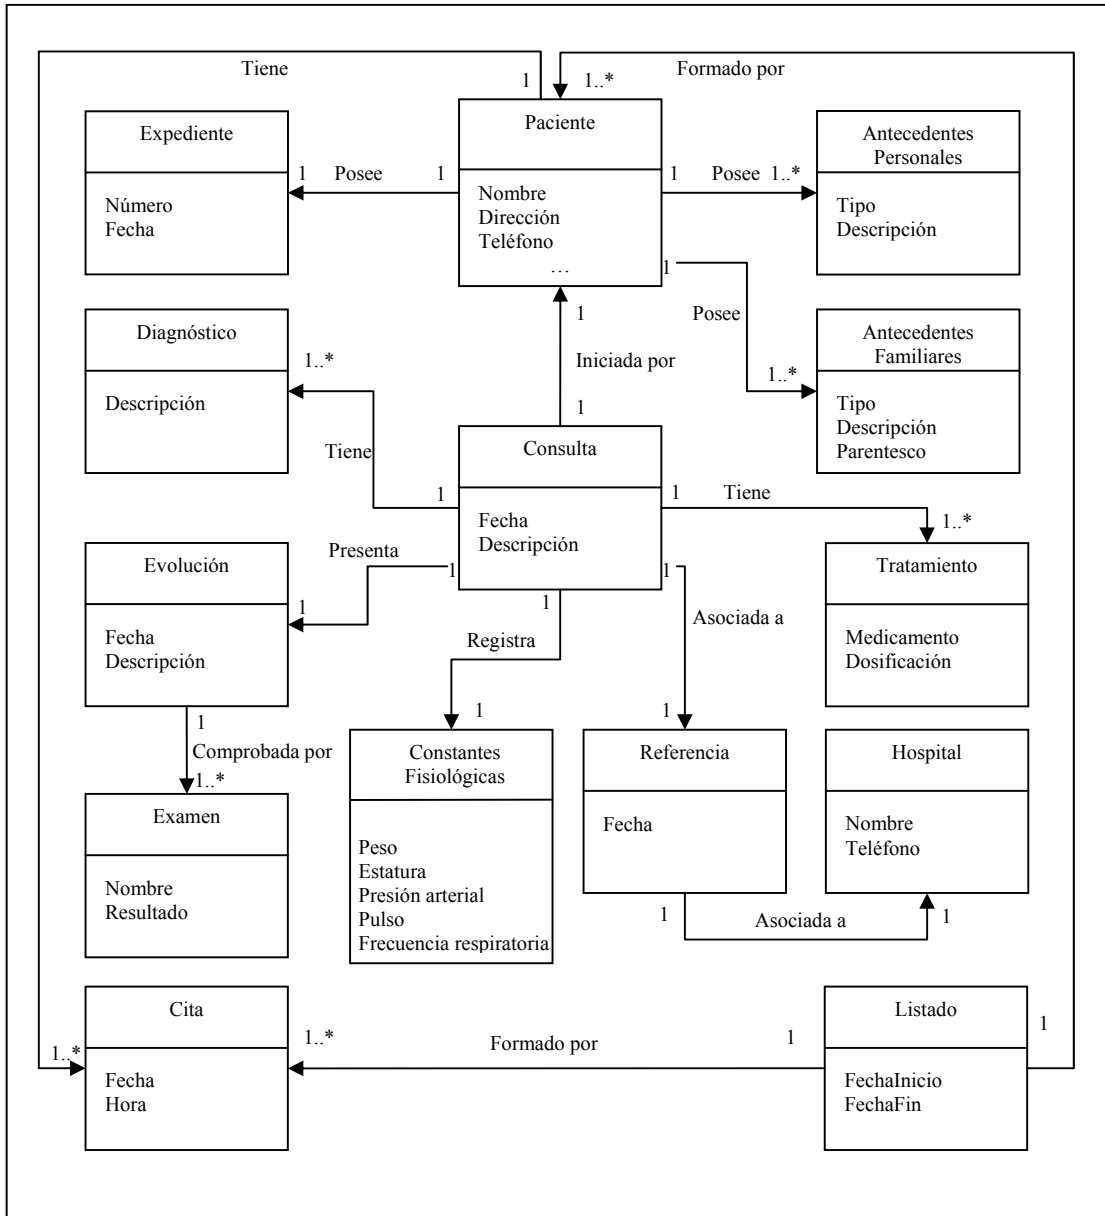 Tiene
Formado por
1
1..*
Expediente
Número
Fecha
1
Posee
1
Paciente
Nombre
Dirección
Teléfono
...
1
Posee
1..*
Antecedentes
Personales
Tipo
Descripción
1
Posee
1..*
Antecedentes
Familiares
Tipo
Descripción
Parentesco
1
Iniciada por
1
Diagnóstico
Descripción
1..*
Tiene
1
Consulta
Fecha
Descripción
1
Tiene
1..*
Tratamiento
Medicamento
Dosificación
Evolución
Fecha
Descripción
Presenta
1
1
1
Registra
1
1
Asociada a
1
1
Comprobada por
1..*
Examen
Nombre
Resultado
Constantes
Fisiológicas
Peso
Estatura
Presión arterial
Pulso
Frecuencia respiratoria
Referencia
Fecha
Hospital
Nombre
Teléfono
1
Asociada a
1
1..*
Cita
Fecha
Hora
1..*
Formado por
1
Listado
FechaInicio
FechaFin
1